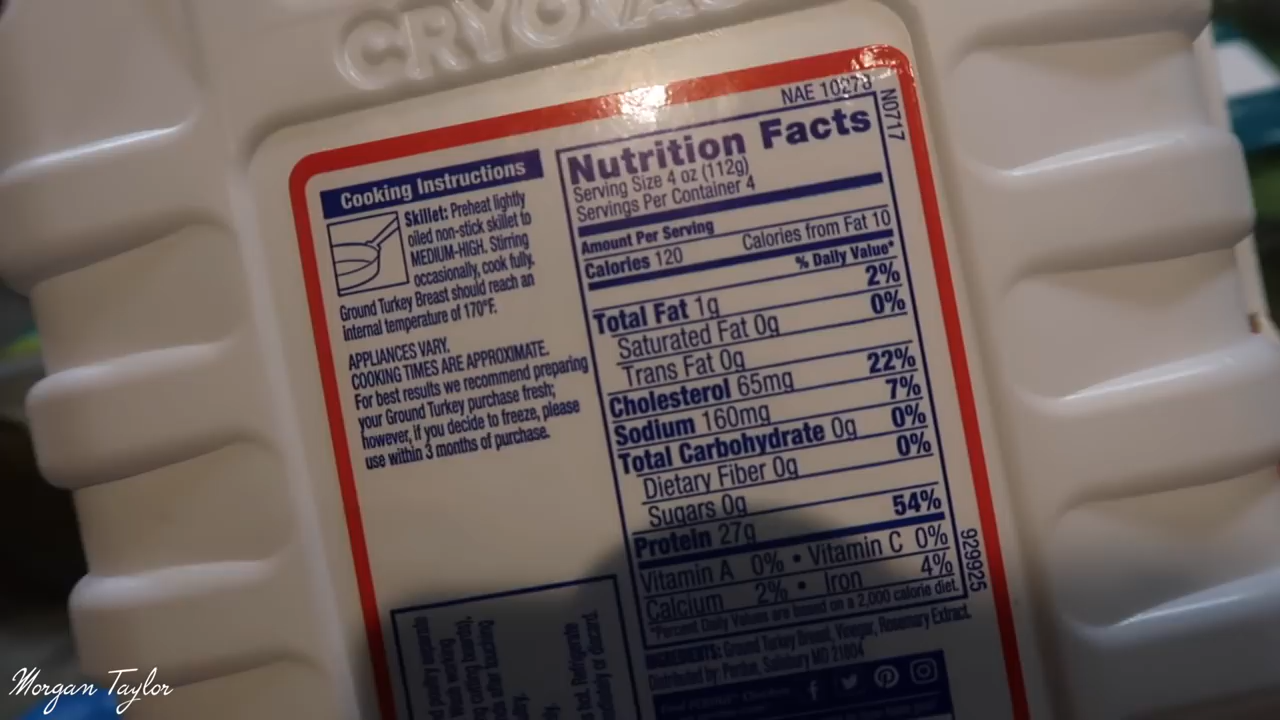 CRYOVAC
NAE 10273
N0717
Cooking Instructions
Skillet: Preheat lightly
oiled non-stick skillet to
MEDIUM-HIGH. Stirring
occasionally, cook fully.
Ground Turkey Breast should reach an
internal temperature of 170°F.
APPLIANCES VARY.
COOKING TIMES ARE APPROXIMATE.
For best results we recommend preparing
your Ground Turkey purchase fresh;
however, if you decide to freeze, please
use within 3 months of purchase.
Nutrition Facts
Serving Size 4 oz (112g)
Servings Per Container 4
Amount Per Serving
Calories 120 Calories from Fat 10
% Daily Value*
Total Fat 1g 2%
Saturated Fat 0g 0%
Trans Fat 0g
Cholesterol 65mg 22%
Sodium 160mg 7%
Total Carbohydrate 0g 0%
Dietary Fiber 0g 0%
Sugars 0g
Protein 27g 54%
Vitamin A 0% • Vitamin C 0%
Calcium 2% • Iron 4%
*Percent Daily Values are based on a 2,000 calorie diet.
929925
INGREDIENTS: Ground Turkey Breast, Vinegar, Rosemary Extract.
Distributed by: Perdue, Salisbury MD 21804
Morgan Taylor